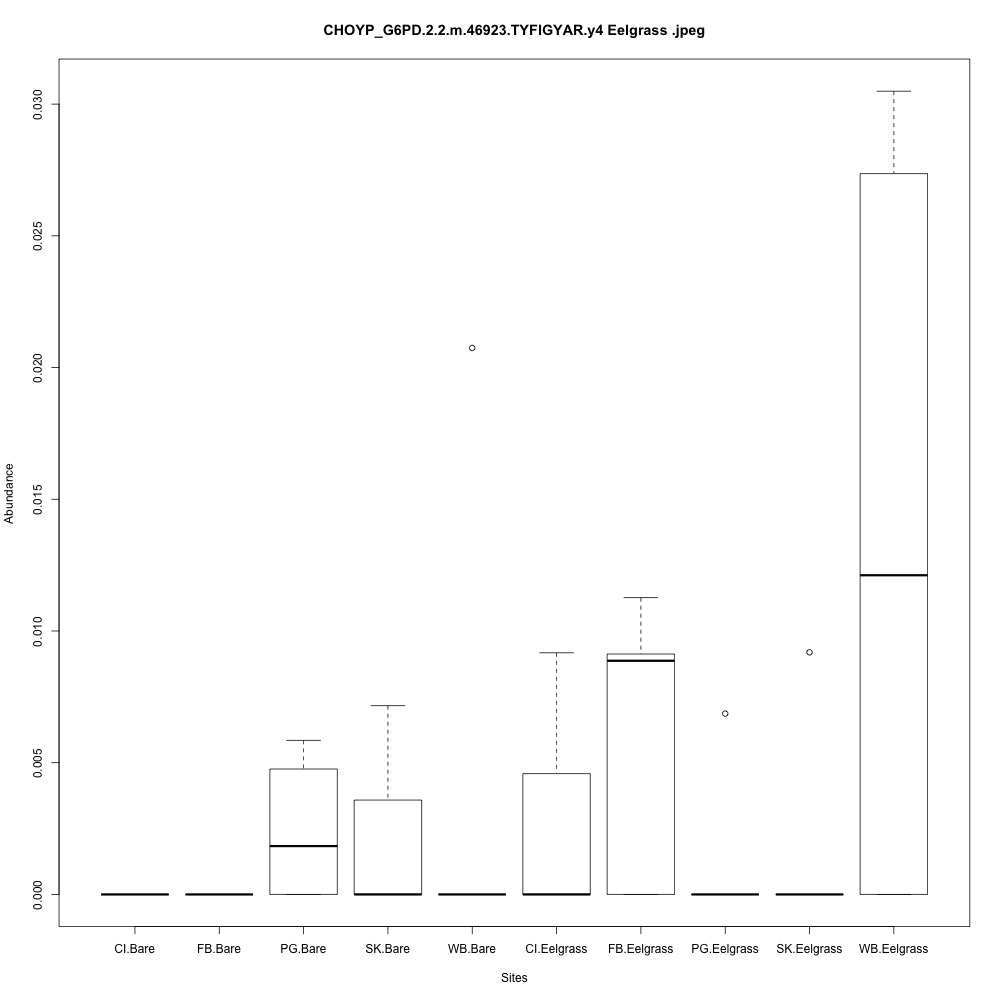 CHOYP_G6PD.2.2.m.46923.TYFIGYAR.y4 Eelgrass .jpeg
0.030
0.025
0.020
0.015
0.010
0.005
0.000
Abundance
CI.Bare FB.Bare PG.Bare SK.Bare WB.Bare CI.Eelgrass FB.Eelgrass PG.Eelgrass SK.Eelgrass WB.Eelgrass
Sites